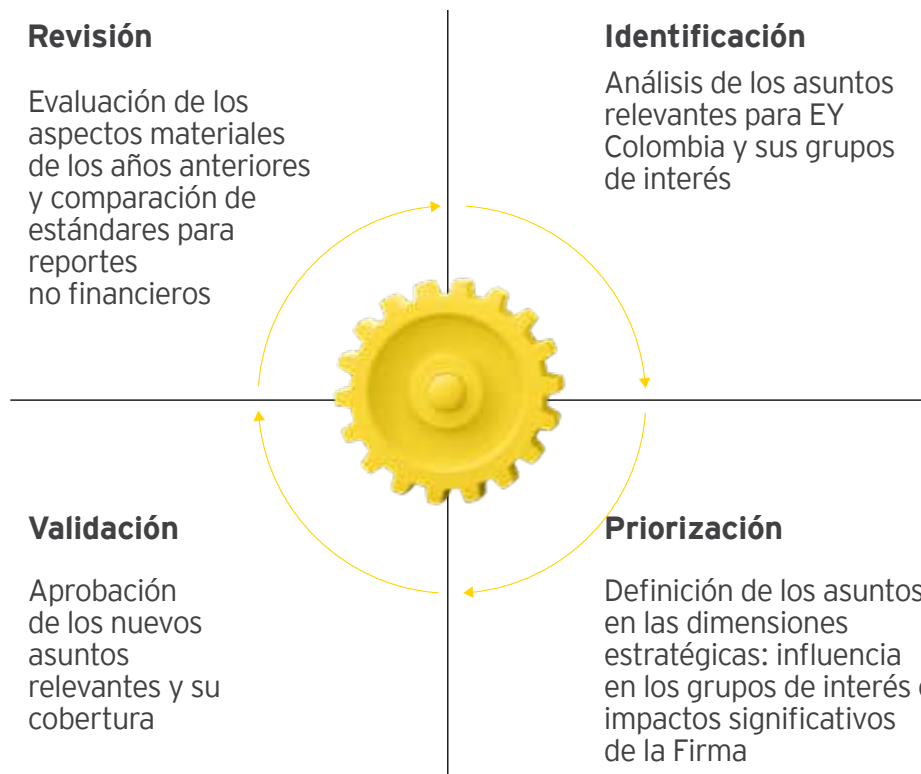 Revisión
Evaluación de los
aspectos materiales
de los años anteriores
y comparación de
estándares para
reportes
no financieros
Identificación
Análisis de los asuntos
relevantes para EY
Colombia y sus grupos
de interés
Validación
Aprobación
de los nuevos
asuntos
relevantes y su
cobertura
Priorización
Definición de los asuntos
en las dimensiones
estratégicas: influencia
en los grupos de interés
impactos significativos
de la Firma